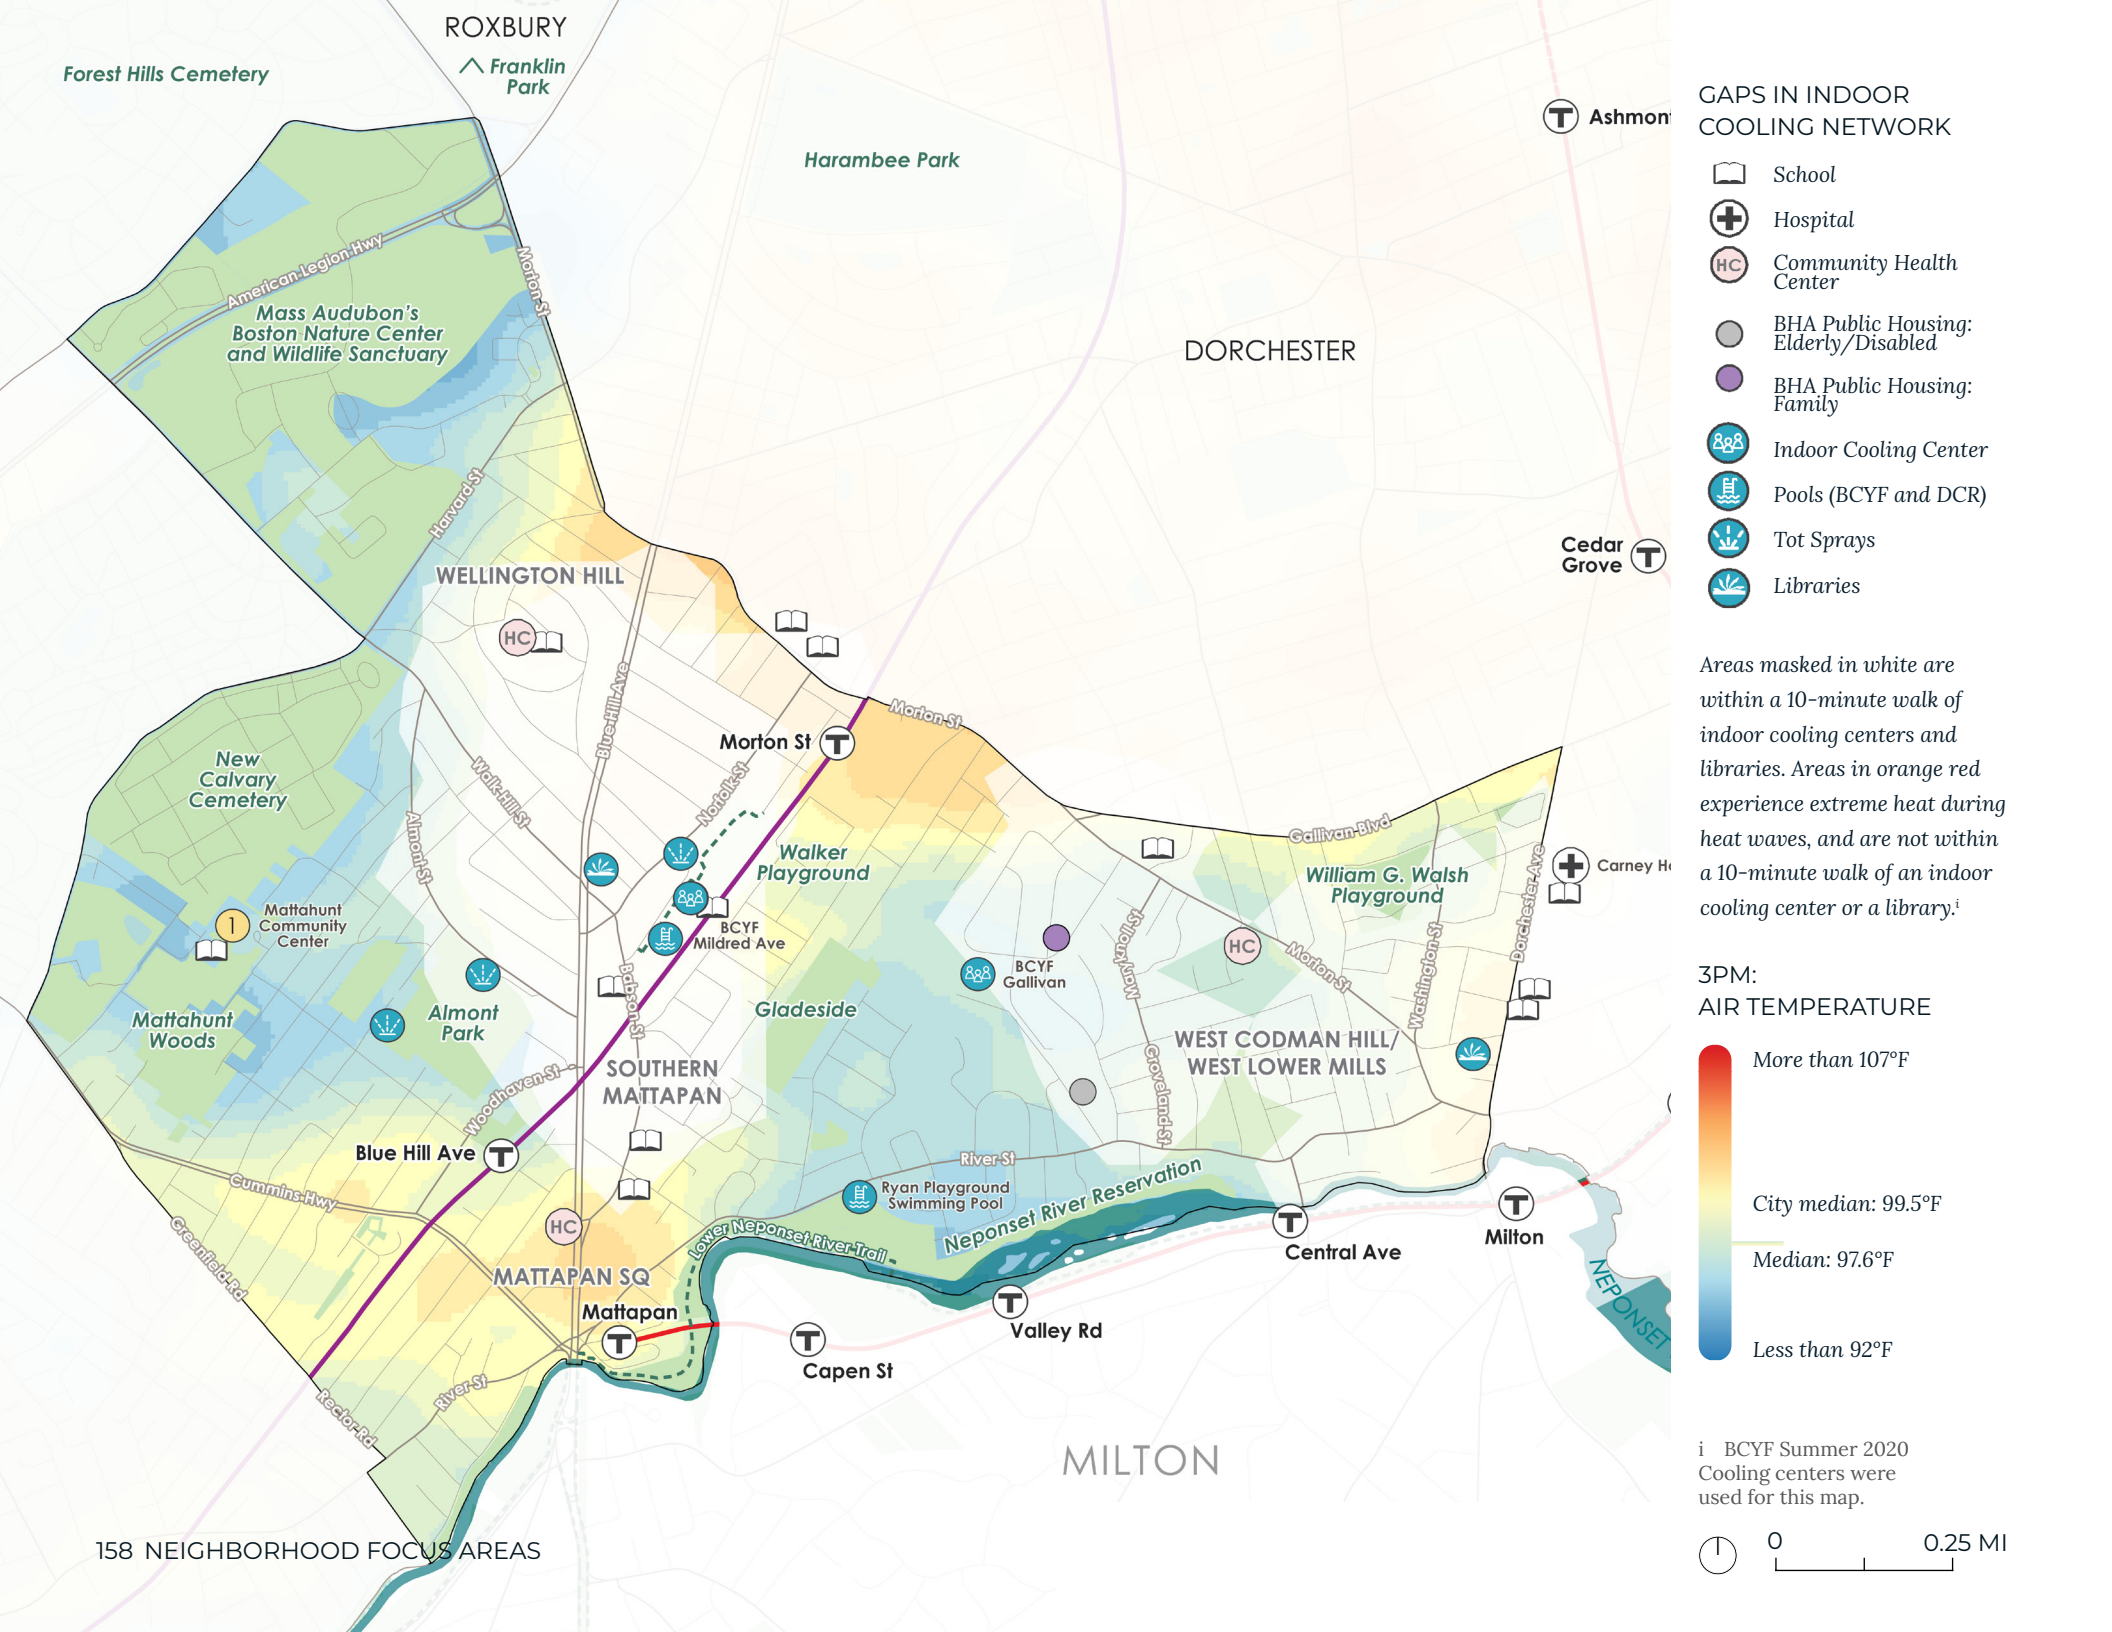 ROXBURY
Franklin
Park
Forest Hills Cemetery
Harambee Park
Ashmon
DORCHESTER
American Legion Hwy
Morton St
Mass Audubon's
Boston Nature Center
and Wildlife Sanctuary
Harvard St
Cedar
Grove
WELLINGTON HILL
HC
Blue Hill Ave
Morton St
Morton St
New
Calvary
Cemetery
Walk Hill St
Norfolk St
Almont St
Walker
Playground
Gallivan Blvd
William G. Walsh
Playground
Dorchester Ave
Carney H
1
Mattahunt
Community
Center
BCYF
Mildred Ave
Babson St
Maryknoll St
HC
Morton St
Washington St
BCYF
Gallivan
Mattahunt
Woods
Almont
Park
Gladeside
WEST CODMAN HILL/
WEST LOWER MILLS
SOUTHERN
MATTAPAN
Woodhaven St
Groveland St
Blue Hill Ave
River St
Cummins Hwy
Ryan Playground
Swimming Pool
Neponset River Reservation
HC
Lower Neponset River Trail
Greenfield Rd
Central Ave
Milton
MATTAPAN SQ
Mattapan
Valley Rd
Capen St
NEPONSET
River St
Rector Rd
MILTON
158 NEIGHBORHOOD FOCUS AREAS
GAPS IN INDOOR
COOLING NETWORK
School
Hospital
HC
Community Health
Center
BHA Public Housing:
Elderly/Disabled
BHA Public Housing:
Family
Indoor Cooling Center
Pools (BCYF and DCR)
Tot Sprays
Libraries
Areas masked in white are
within a 10-minute walk of
indoor cooling centers and
libraries. Areas in orange red
experience extreme heat during
heat waves, and are not within
a 10-minute walk of an indoor
cooling center or a library.i
3PM:
AIR TEMPERATURE
More than 107°F
City median: 99.5°F
Median: 97.6°F
Less than 92°F
i BCYF Summer 2020
Cooling centers were
used for this map.
0 0.25 MI